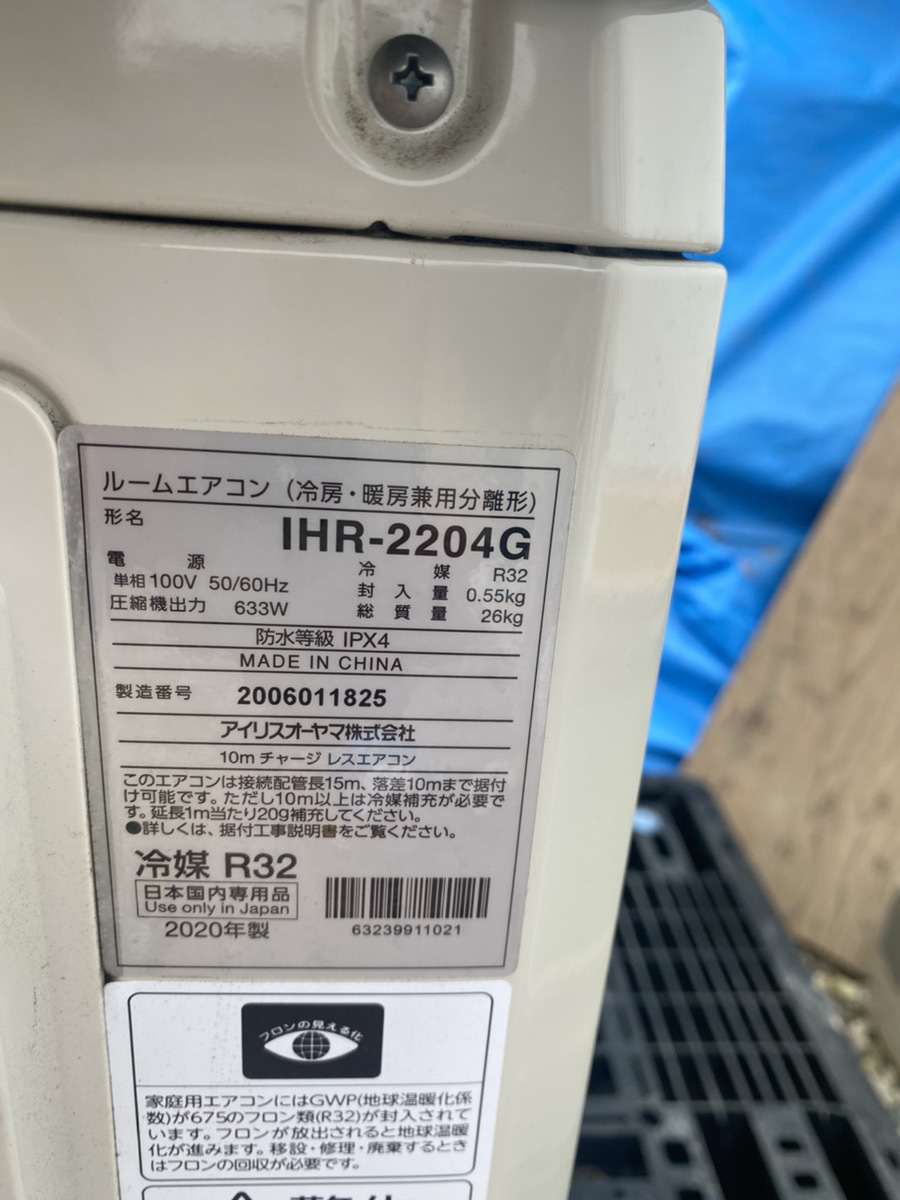 ルームエアコン（冷房・暖房兼用分離形）
形名 IHR-2204G
電源 冷媒 R32
単相100V 50/60Hz 封入量 0.55kg
圧縮機出力 633W 総質量 26kg
防水等級 IPX4
MADE IN CHINA
製造番号 2006011825
アイリスオーヤマ株式会社
10mチャージレスエアコン
このエアコンは接続配管長15m、落差10mまで据付
け可能です。ただし10m以上は冷媒補充が必要で
す。延長1m当たり20g補充してください。
●詳しくは、据付工事説明書をご覧ください。
冷媒 R32
日本国内専用品
Use only in Japan
2020年製
63239911021
フロンの見える化
家庭用エアコンにはGWP(地球温暖化係
数)が675のフロン類(R32)が封入されて
います。フロンが放出されると地球温暖
化が進みます。移設・修理・廃棄するとき
はフロンの回収が必要です。